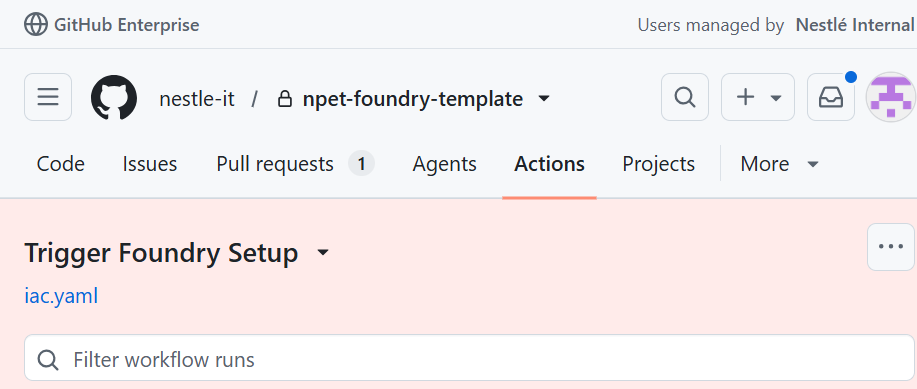 GitHub Enterprise Users managed by Nestlé Internal
nestle-it / npet-foundry-template
Code Issues Pull requests 1 Agents Actions Projects More
Trigger Foundry Setup
iac.yaml
Filter workflow runs